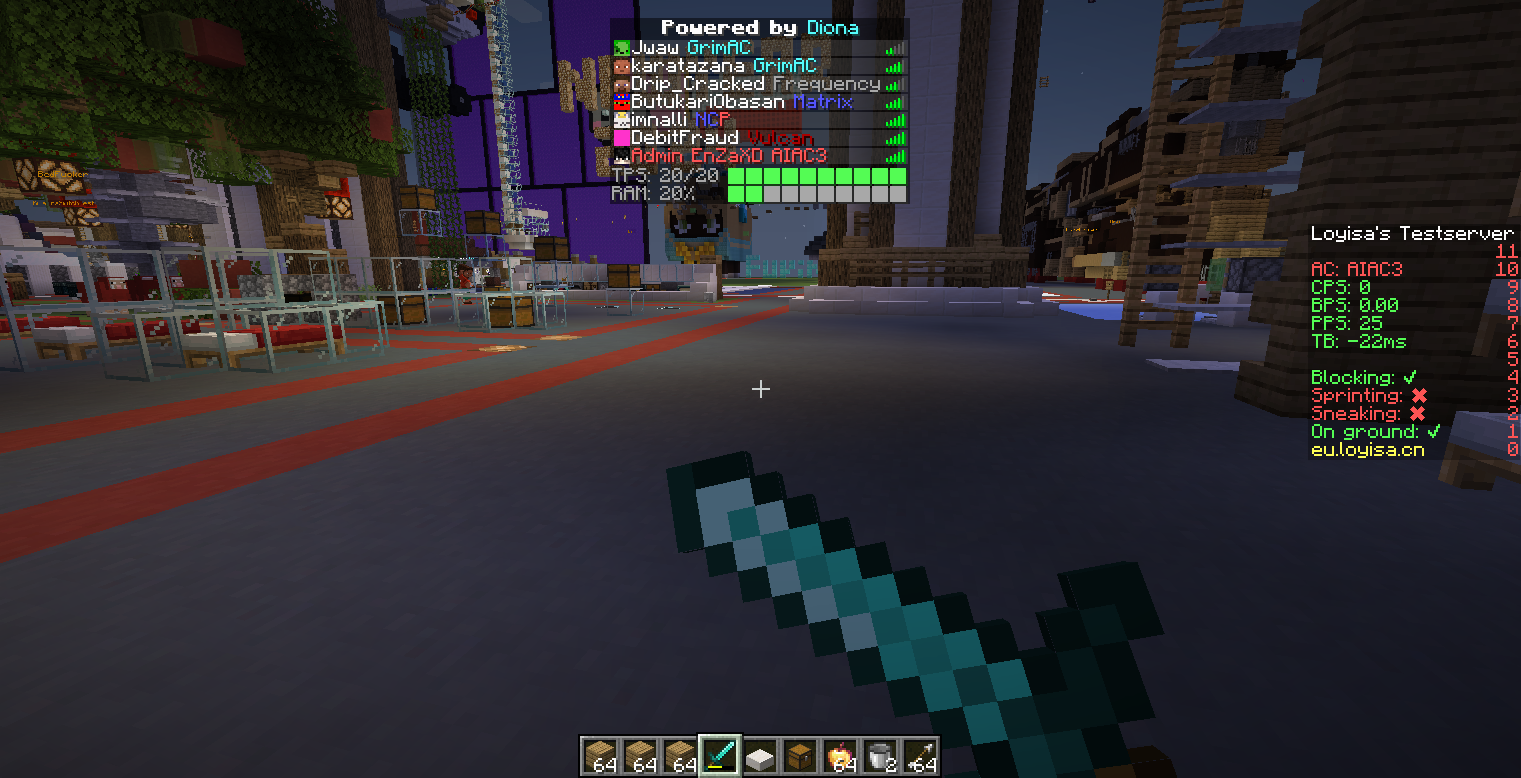 Powered by Diona
Jwaw GrimAC
karatazana GrimAC
Drip_Cracked Frequency
ButukariObasan Matrix
imnalli NCP
DebitFraud Vulcan
Admin EnZaXD AIAC3
TPS: 20/20
RAM: 20%
Loyisa's Testserver
11
AC: AIAC3 10
CPS: 0 9
BPS: 0.00 8
PPS: 25 7
TB: -22ms 6
5
Blocking: ✓ 4
Sprinting: ✖ 3
Sneaking: ✖ 2
On ground: ✓ 1
eu.loyisa.cn 0
64 64 64 64 2 64